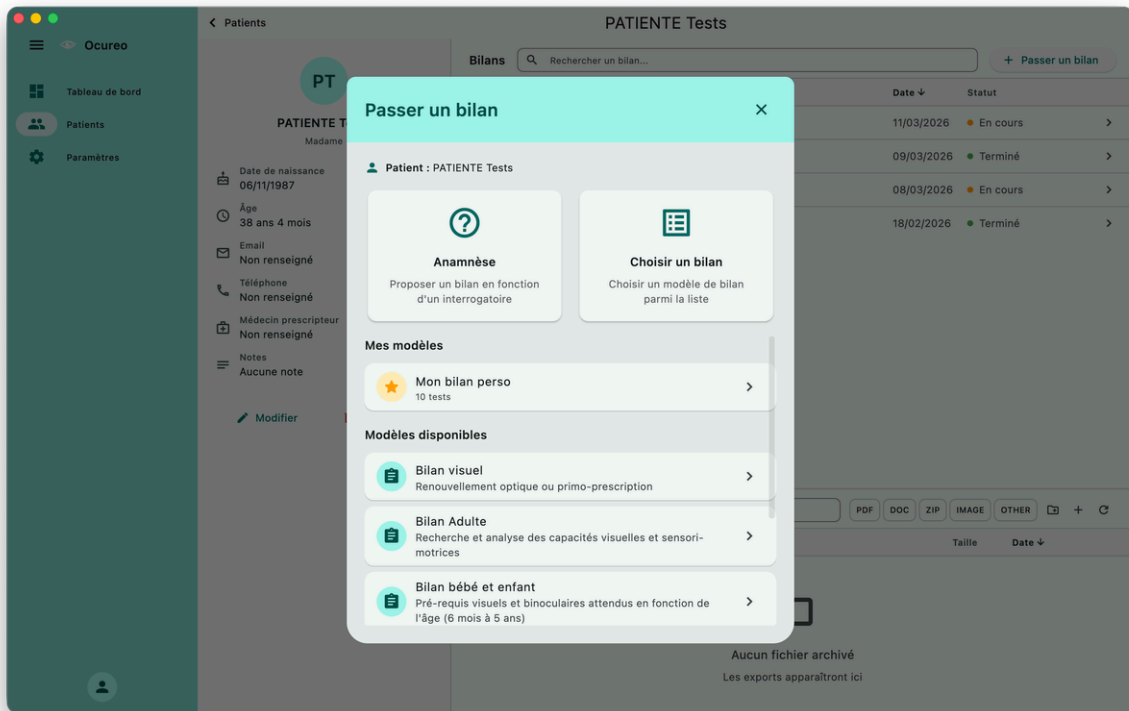 Ocureo
Tableau de bord
Patients
Paramètres
Patients
PATIENTE Tests
PT
PATIENTE T
Madame
Date de naissance
06/11/1987
Âge
38 ans 4 mois
Email
Non renseigné
Téléphone
Non renseigné
Médecin prescripteur
Non renseigné
Notes
Aucune note
Modifier
Bilans
Rechercher un bilan...
+ Passer un bilan
Date ↓ Statut
11/03/2026 En cours
09/03/2026 Terminé
08/03/2026 En cours
18/02/2026 Terminé
Passer un bilan
Patient : PATIENTE Tests
Anamnèse
Proposer un bilan en fonction
d'un interrogatoire
Choisir un bilan
Choisir un modèle de bilan
parmi la liste
Mes modèles
Mon bilan perso
10 tests
Modèles disponibles
Bilan visuel
Renouvellement optique ou primo-prescription
Bilan Adulte
Recherche et analyse des capacités visuelles et sensori-
motrices
Bilan bébé et enfant
Pré-requis visuels et binoculaires attendus en fonction de
l'âge (6 mois à 5 ans)
PDF DOC ZIP IMAGE OTHER
Taille Date ↓
Aucun fichier archivé
Les exports apparaîtront ici